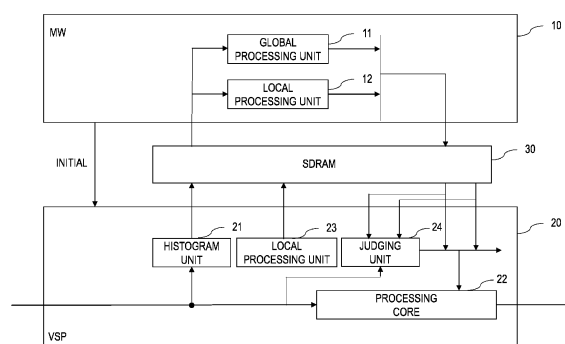 MW
10
GLOBAL
PROCESSING UNIT
11
LOCAL
PROCESSING UNIT
12
INITIAL
SDRAM
30
20
HISTOGRAM
UNIT
21
LOCAL
PROCESSING UNIT
23
JUDGING
UNIT
24
PROCESSING
CORE
22
VSP